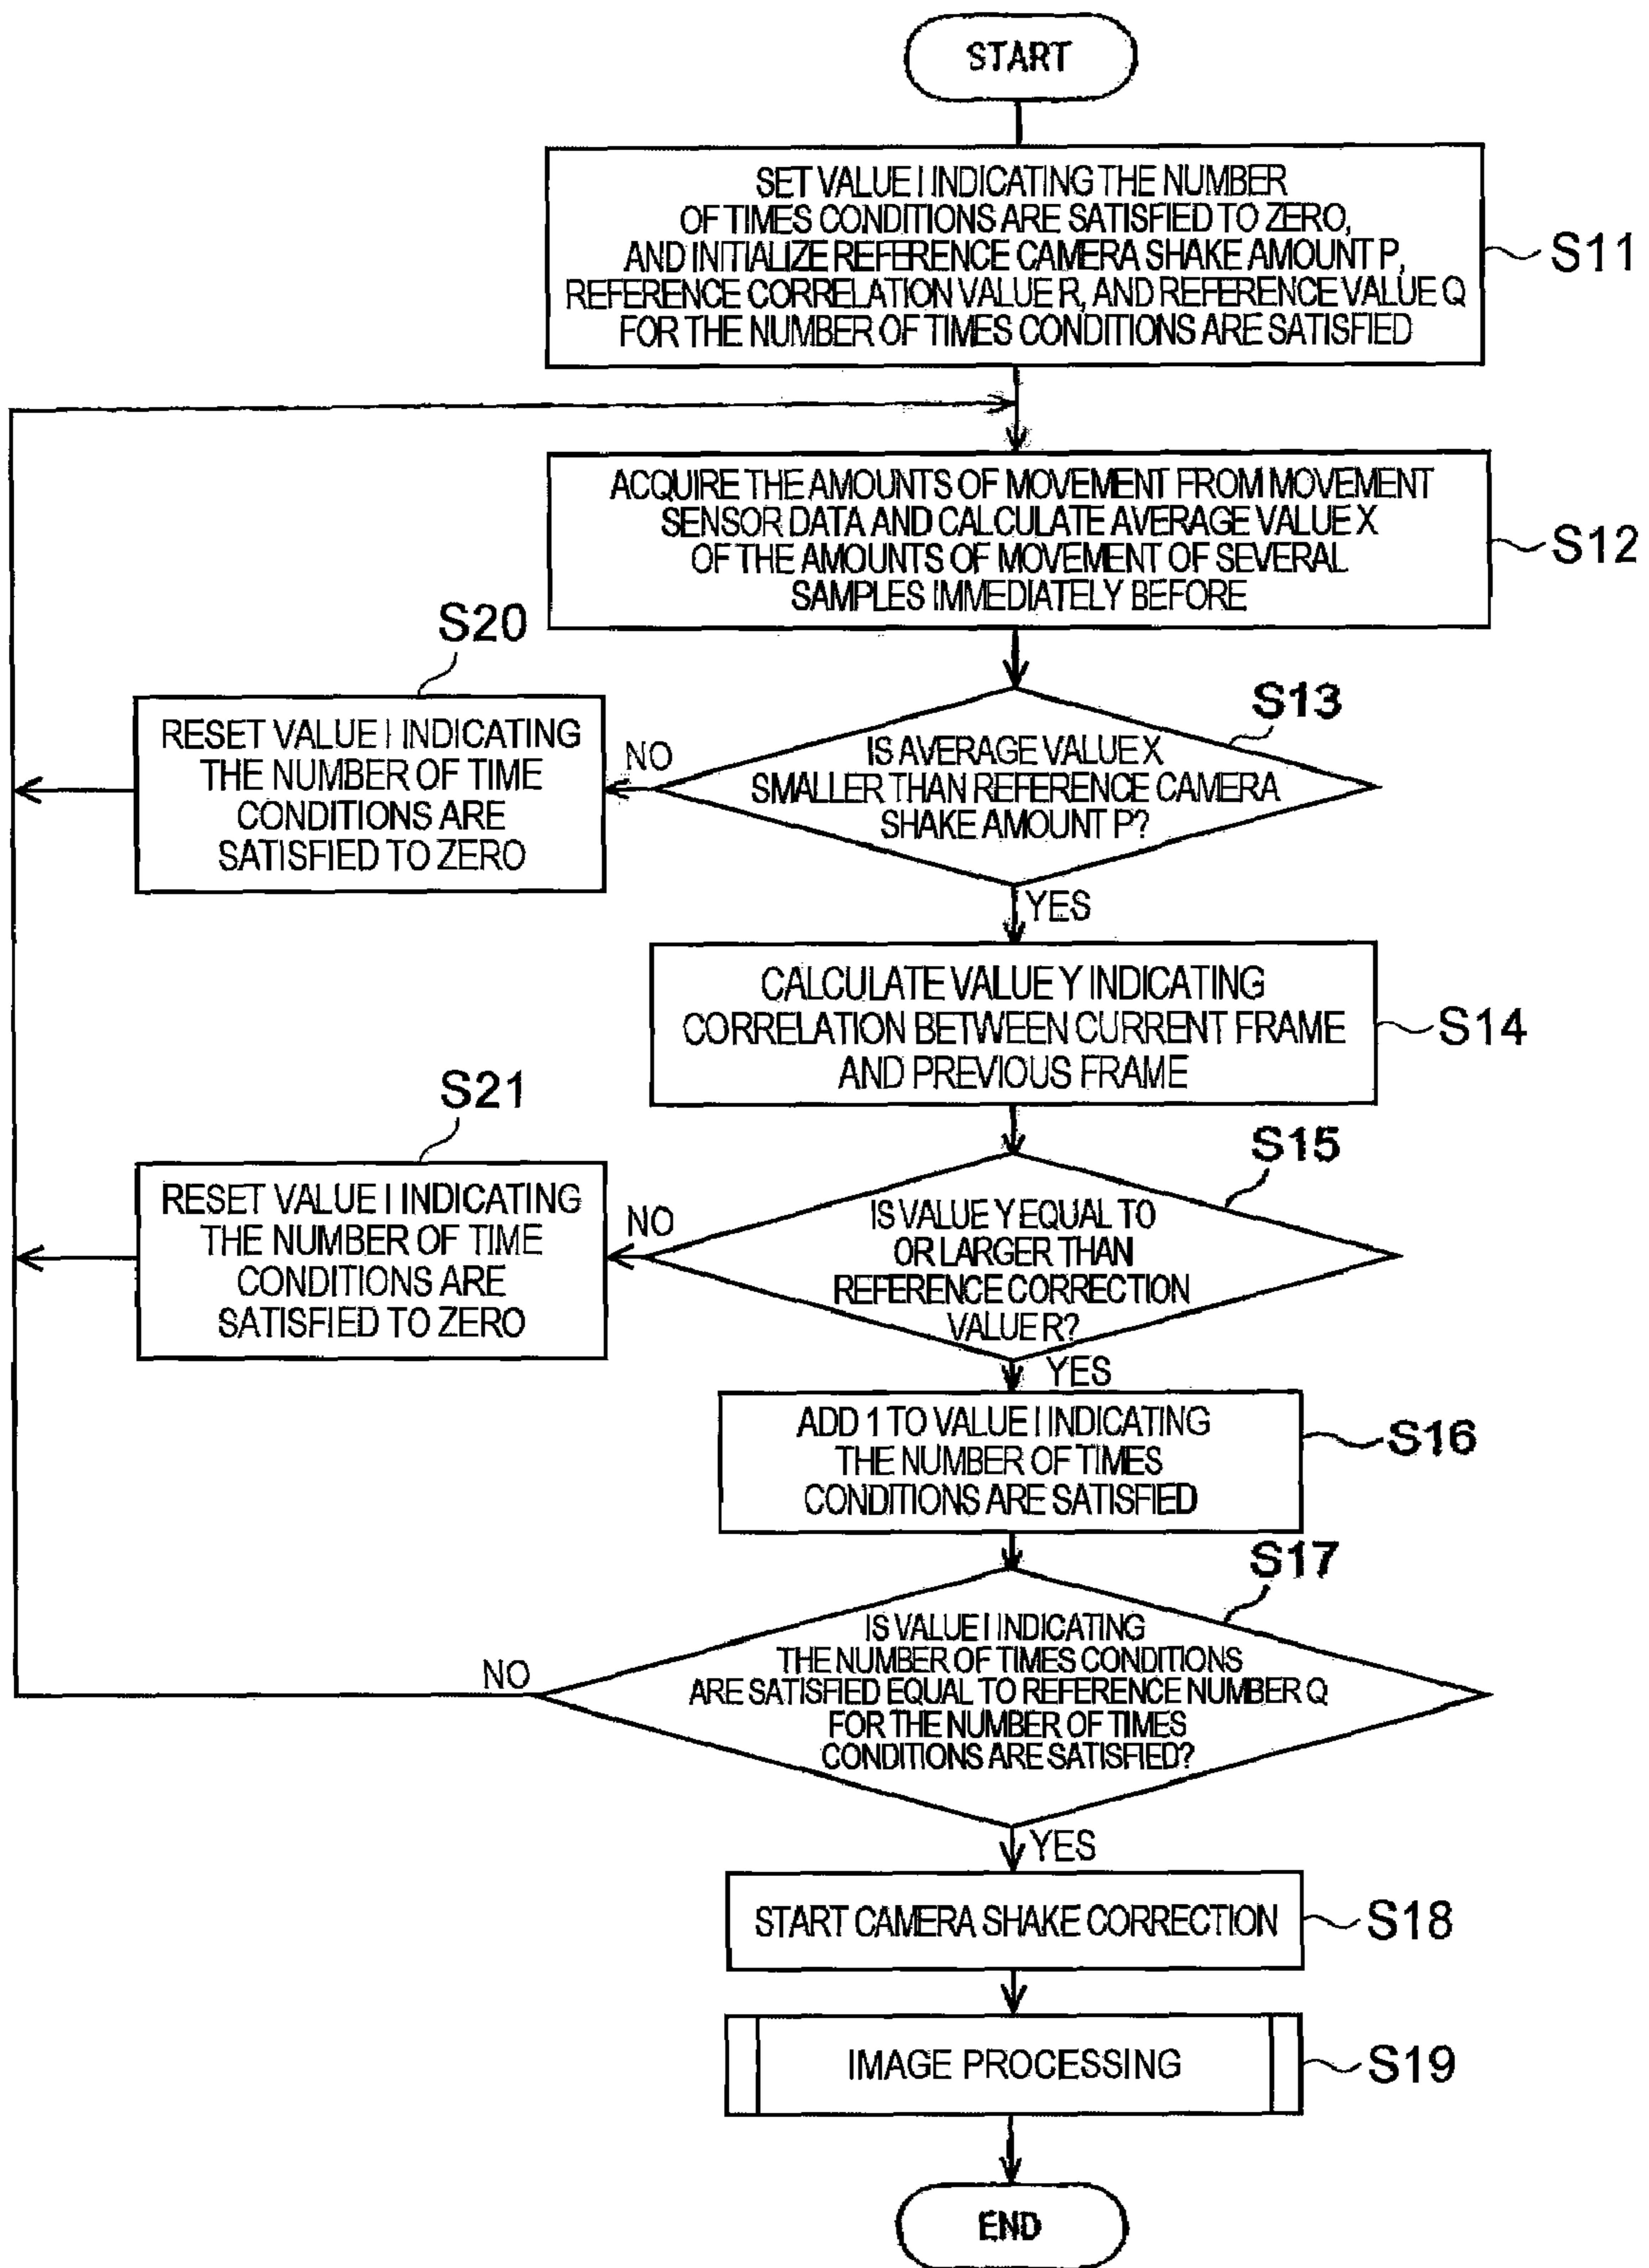 START
SET VALUE I INDICATING THE NUMBER
OF TIMES CONDITIONS ARE SATISFIED TO ZERO,
AND INITIALIZE REFERENCE CAMERA SHAKE AMOUNT P,
REFERENCE CORRELATION VALUE R, AND REFERENCE VALUE Q
FOR THE NUMBER OF TIMES CONDITIONS ARE SATISFIED
S11
ACQUIRE THE AMOUNTS OF MOVEMENT FROM MOVEMENT
SENSOR DATA AND CALCULATE AVERAGE VALUE X
OF THE AMOUNTS OF MOVEMENT OF SEVERAL
SAMPLES IMMEDIATELY BEFORE
S12
S20
RESET VALUE I INDICATING
THE NUMBER OF TIME
CONDITIONS ARE
SATISFIED TO ZERO
NO
S13
IS AVERAGE VALUE X
SMALLER THAN REFERENCE CAMERA
SHAKE AMOUNT P?
YES
CALCULATE VALUE Y INDICATING
CORRELATION BETWEEN CURRENT FRAME
AND PREVIOUS FRAME
S14
S21
RESET VALUE I INDICATING
THE NUMBER OF TIME
CONDITIONS ARE
SATISFIED TO ZERO
NO
S15
IS VALUE Y EQUAL TO
OR LARGER THAN
REFERENCE CORRECTION
VALUE R?
YES
ADD 1 TO VALUE I INDICATING
THE NUMBER OF TIMES
CONDITIONS ARE SATISFIED
S16
S17
IS VALUE I INDICATING
THE NUMBER OF TIMES CONDITIONS
ARE SATISFIED EQUAL TO REFERENCE NUMBER Q
FOR THE NUMBER OF TIMES
CONDITIONS ARE SATISFIED?
NO
YES
START CAMERA SHAKE CORRECTION
S18
IMAGE PROCESSING
S19
END